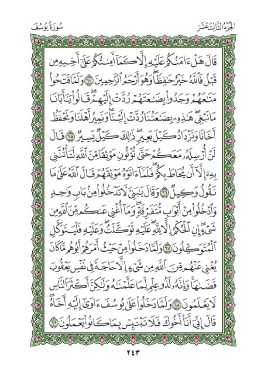 الجزء الثالث عشر
سورة يوسف
قَالَ هَلْ ءَامَنُكُمْ عَلَيْهِ إِلَّا كَمَآ أَمِنتُكُمْ عَلَىٰٓ أَخِيهِ مِن
قَبْلُ فَٱللَّهُ خَيْرٌ حَٰفِظًا وَهُوَ أَرْحَمُ ٱلرَّٰحِمِينَ ٦٤ وَلَمَّا فَتَحُوا۟
مَتَٰعَهُمْ وَجَدُوا۟ بِضَٰعَتَهُمْ رُدَّتْ إِلَيْهِمْ قَالُوا۟ يَٰٓأَبَانَا
مَا نَبْغِى هَٰذِهِۦ بِضَٰعَتُنَا رُدَّتْ إِلَيْنَا وَنَمِيرُ أَهْلَنَا وَنَحْفَظُ
أَخَانَا وَنَزْدَادُ كَيْلَ بَعِيرٍ ذَٰلِكَ كَيْلٌ يَسِيرٌ ٦٥ قَالَ
لَنْ أُرْسِلَهُۥ مَعَكُمْ حَتَّىٰ تُؤْتُونِ مَوْثِقًا مِّنَ ٱللَّهِ لَتَأْتُنَّنِى
بِهِۦٓ إِلَّآ أَن يُحَاطَ بِكُمْ فَلَمَّآ ءَاتَوْهُ مَوْثِقَهُمْ قَالَ ٱللَّهُ عَلَىٰ مَا
نَقُولُ وَكِيلٌ ٦٦ وَقَالَ يَٰبَنِىَّ لَا تَدْخُلُوا۟ مِنۢ بَابٍ وَٰحِدٍ
وَٱدْخُلُوا۟ مِنْ أَبْوَٰبٍ مُّتَفَرِّقَةٍ وَمَآ أُغْنِى عَنكُم مِّنَ ٱللَّهِ مِن
شَىْءٍ إِنِ ٱلْحُكْمُ إِلَّا لِلَّهِ عَلَيْهِ تَوَكَّلْتُ وَعَلَيْهِ فَلْيَتَوَكَّلِ
ٱلْمُتَوَكِّلُونَ ٦٧ وَلَمَّا دَخَلُوا۟ مِنْ حَيْثُ أَمَرَهُمْ أَبُوهُم مَّا كَانَ
يُغْنِى عَنْهُم مِّنَ ٱللَّهِ مِن شَىْءٍ إِلَّا حَاجَةً فِى نَفْسِ يَعْقُوبَ
قَضَىٰهَا وَإِنَّهُۥ لَذُو عِلْمٍ لِّمَا عَلَّمْنَٰهُ وَلَٰكِنَّ أَكْثَرَ ٱلنَّاسِ
لَا يَعْلَمُونَ ٦٨ وَلَمَّا دَخَلُوا۟ عَلَىٰ يُوسُفَ ءَاوَىٰٓ إِلَيْهِ أَخَاهُ
قَالَ إِنِّىٓ أَنَا۠ أَخُوكَ فَلَا تَبْتَئِسْ بِمَا كَانُوا۟ يَعْمَلُونَ ٦٩
٢٤٣